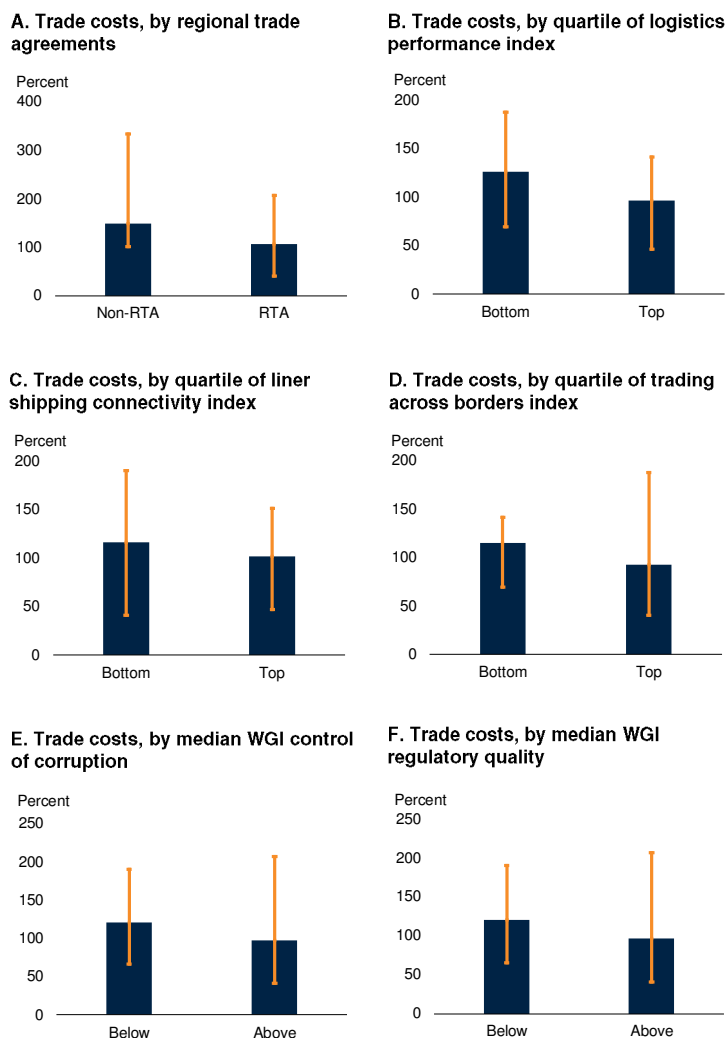 A. Trade costs, by regional trade
agreements
Percent
400
300
200
100
0
Non-RTA
RTA
B. Trade costs, by quartile of logistics
performance index
Percent
200
150
100
50
0
Bottom
Top
C. Trade costs, by quartile of liner
shipping connectivity index
Percent
200
150
100
50
0
Bottom
Top
D. Trade costs, by quartile of trading
across borders index
Percent
200
150
100
50
0
Bottom
Top
E. Trade costs, by median WGI control
of corruption
Percent
250
200
150
100
50
0
Below
Above
F. Trade costs, by median WGI
regulatory quality
Percent
250
200
150
100
50
0
Below
Above